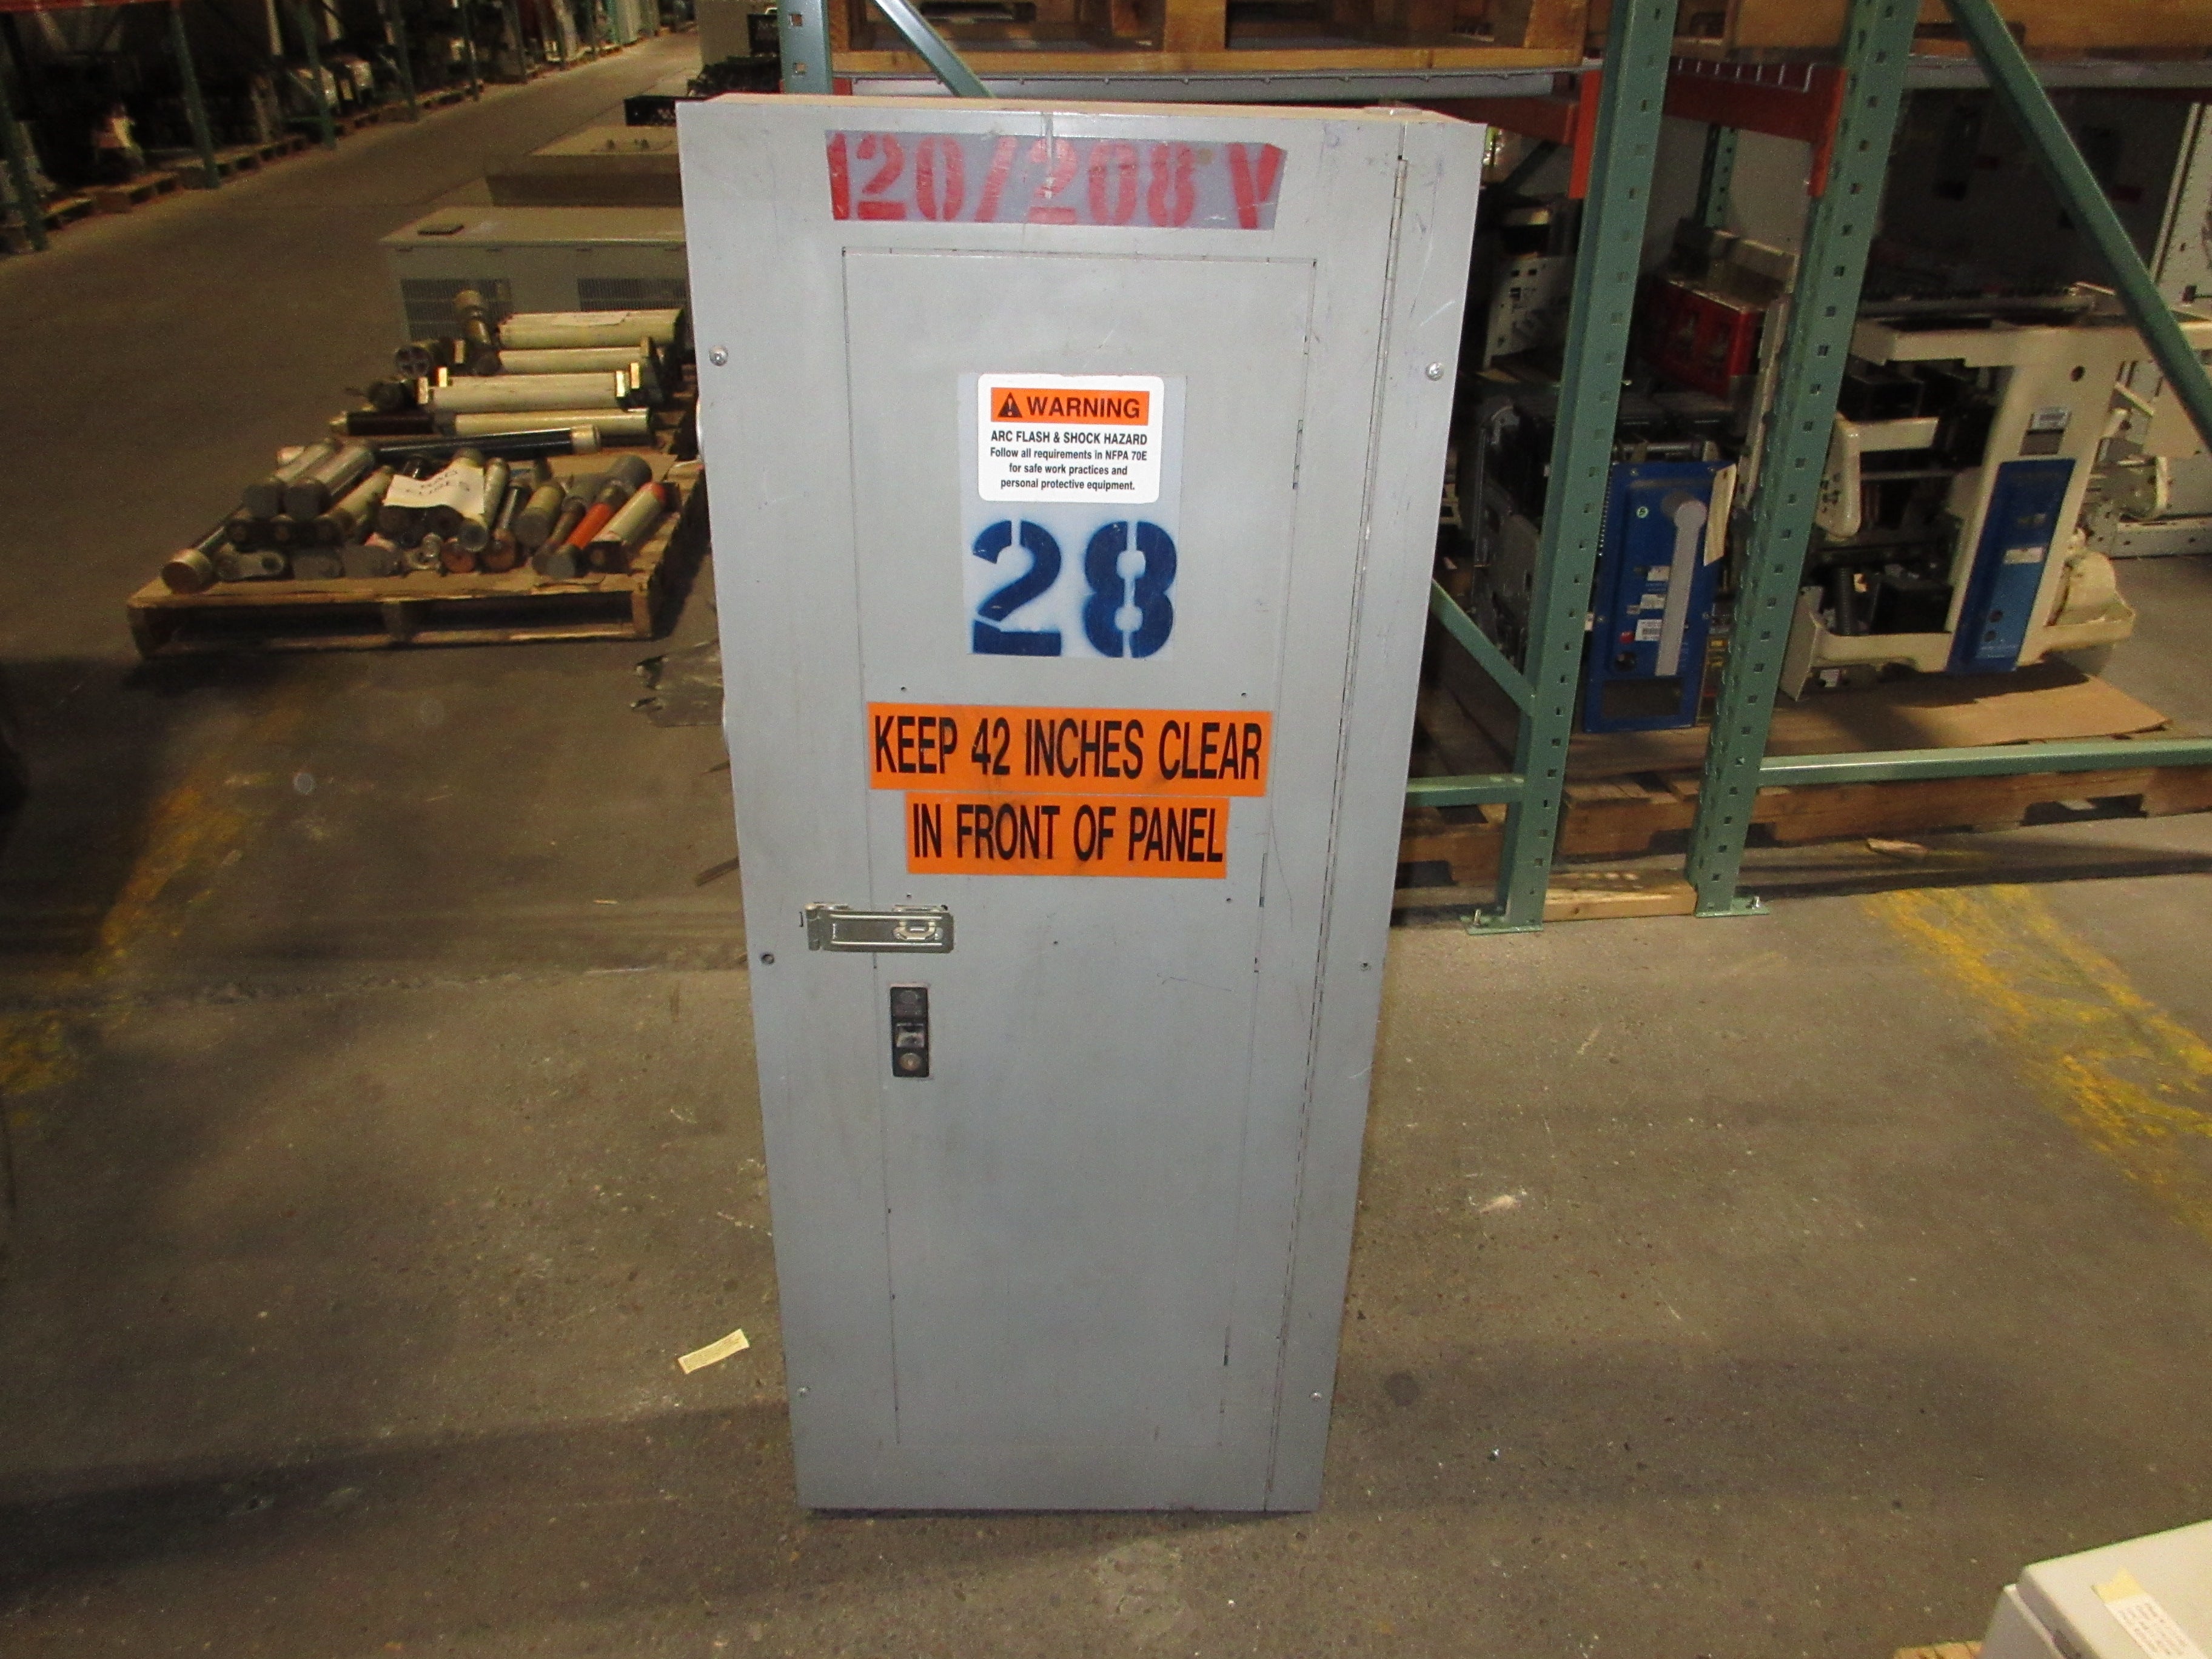 120/208 V
WARNING
ARC FLASH & SHOCK HAZARD
Follow all requirements in NFPA 70E
for safe work practices and
personal protective equipment.
28
KEEP 42 INCHES CLEAR
IN FRONT OF PANEL